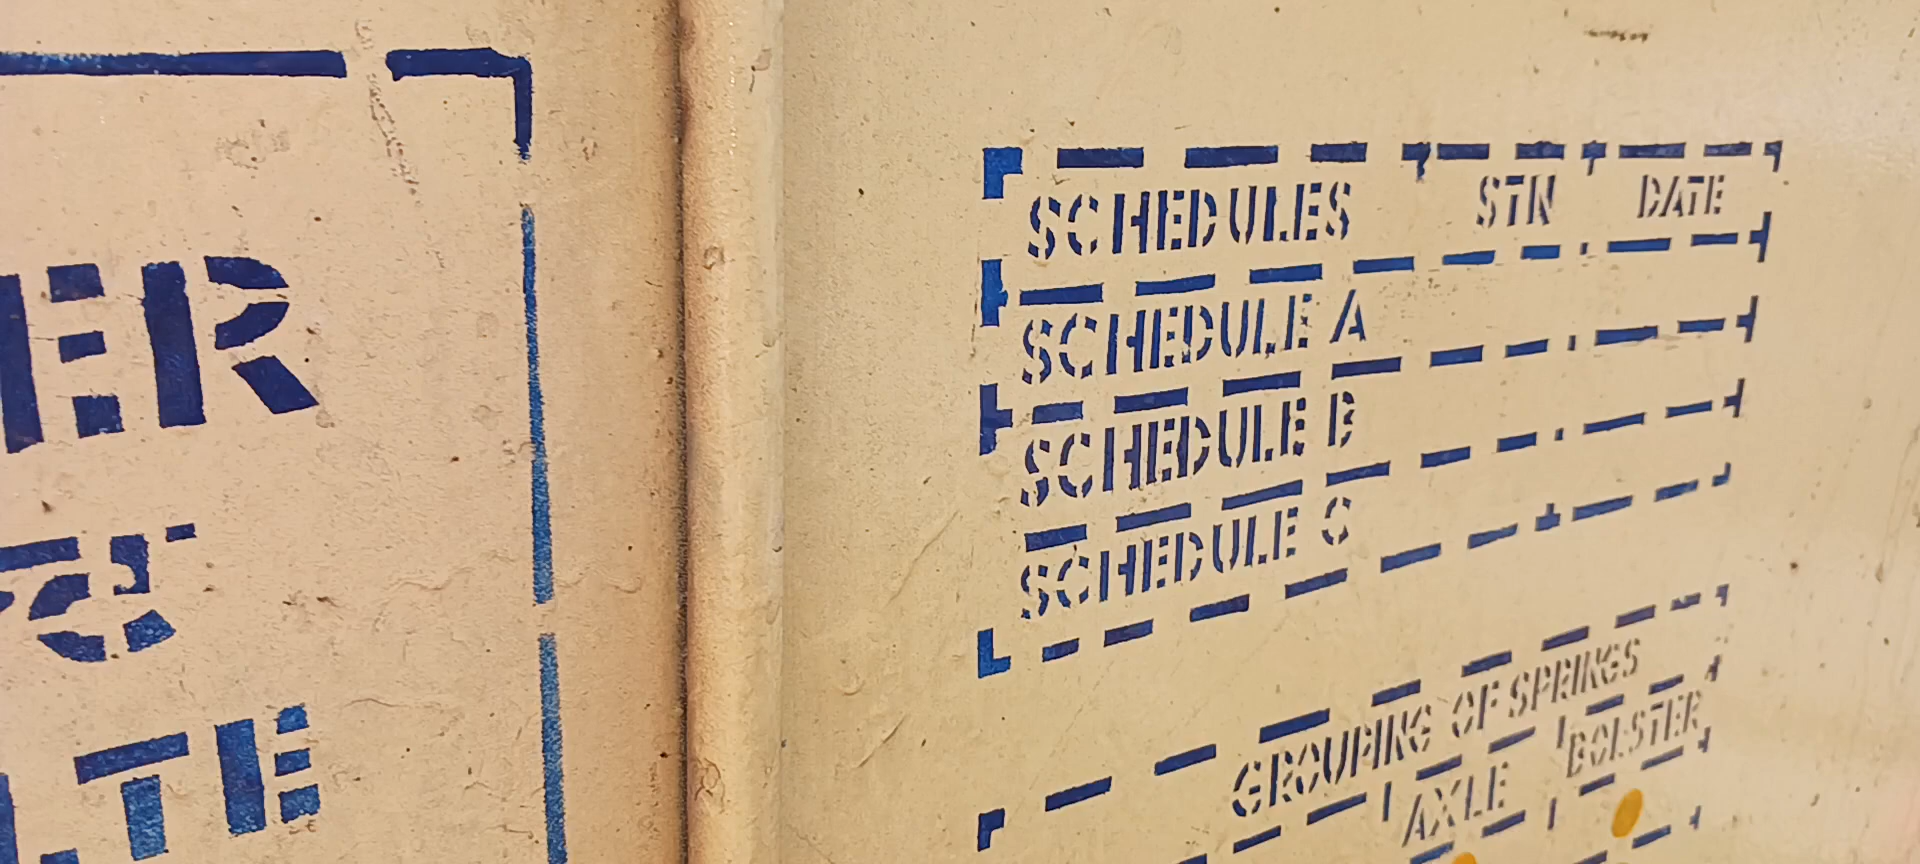 ER
TE
SCHEDULES STN DATE
SCHEDULE A
SCHEDULE B
SCHEDULE C
GROUPING OF SPRINGS
AXLE BOLSTER